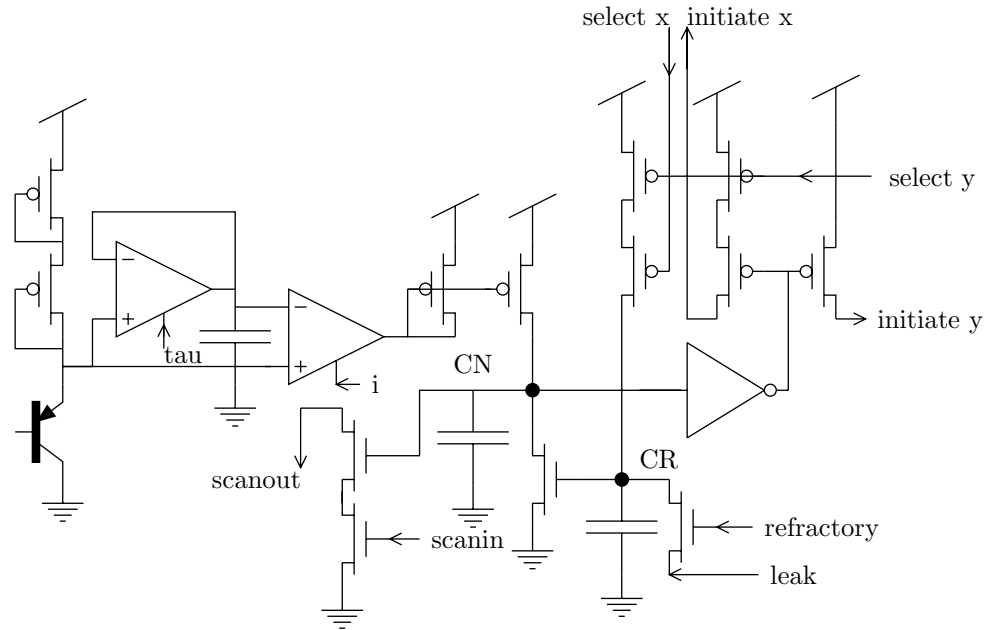 select x initiate x
select y
initiate y
tau
i
CN
CR
scanout
scanin
refractory
leak